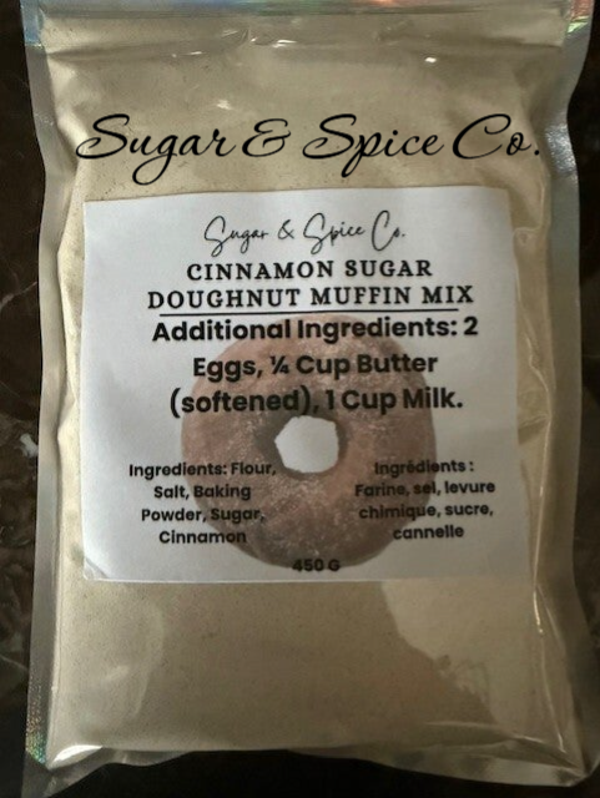 Sugar & Spice Co.
Sugar & Spice Co.
CINNAMON SUGAR
DOUGHNUT MUFFIN MIX
Additional Ingredients: 2
Eggs, ¼ Cup Butter
(softened), 1 Cup Milk.
Ingredients: Flour,
Salt, Baking
Powder, Sugar,
Cinnamon
Ingrédients :
Farine, sel, levure
chimique, sucre,
cannelle
450 G